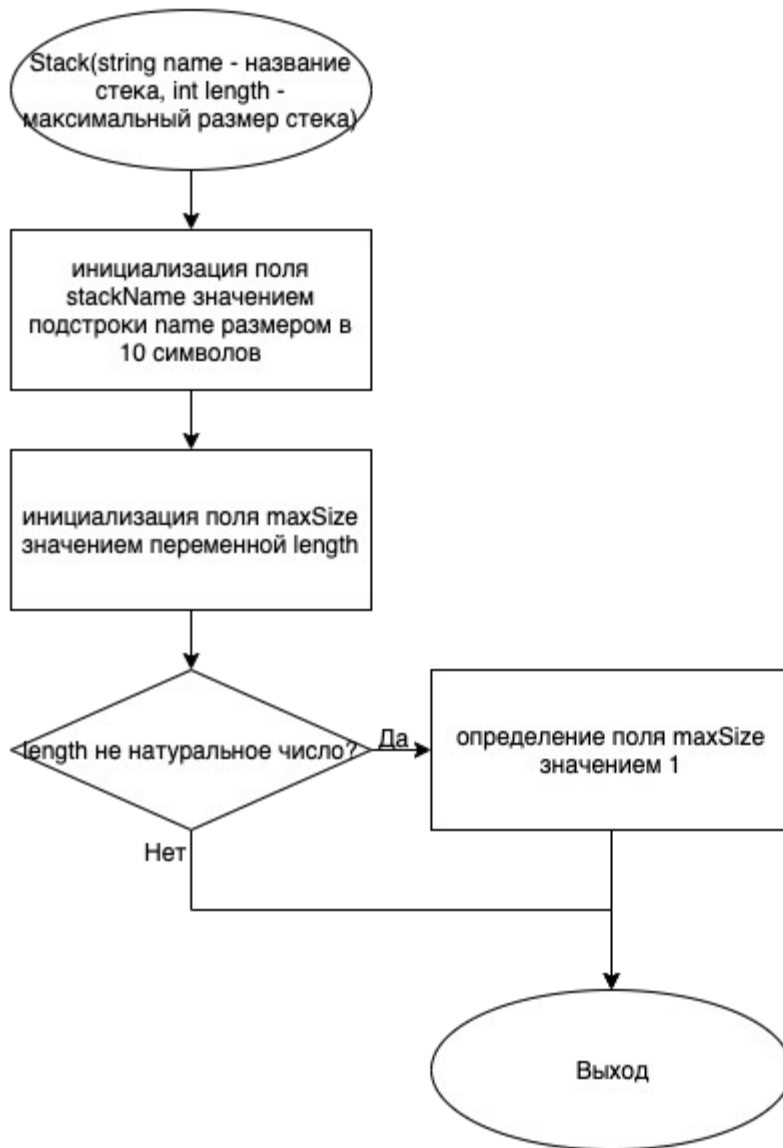 Stack(string name - название
стека, int length -
максимальный размер стека)
инициализация поля
stackName значением
подстроки name размером в
10 символов
инициализация поля maxSize
значением переменной length
length не натуральное число?
Да
определение поля maxSize
значением 1
Нет
Выход